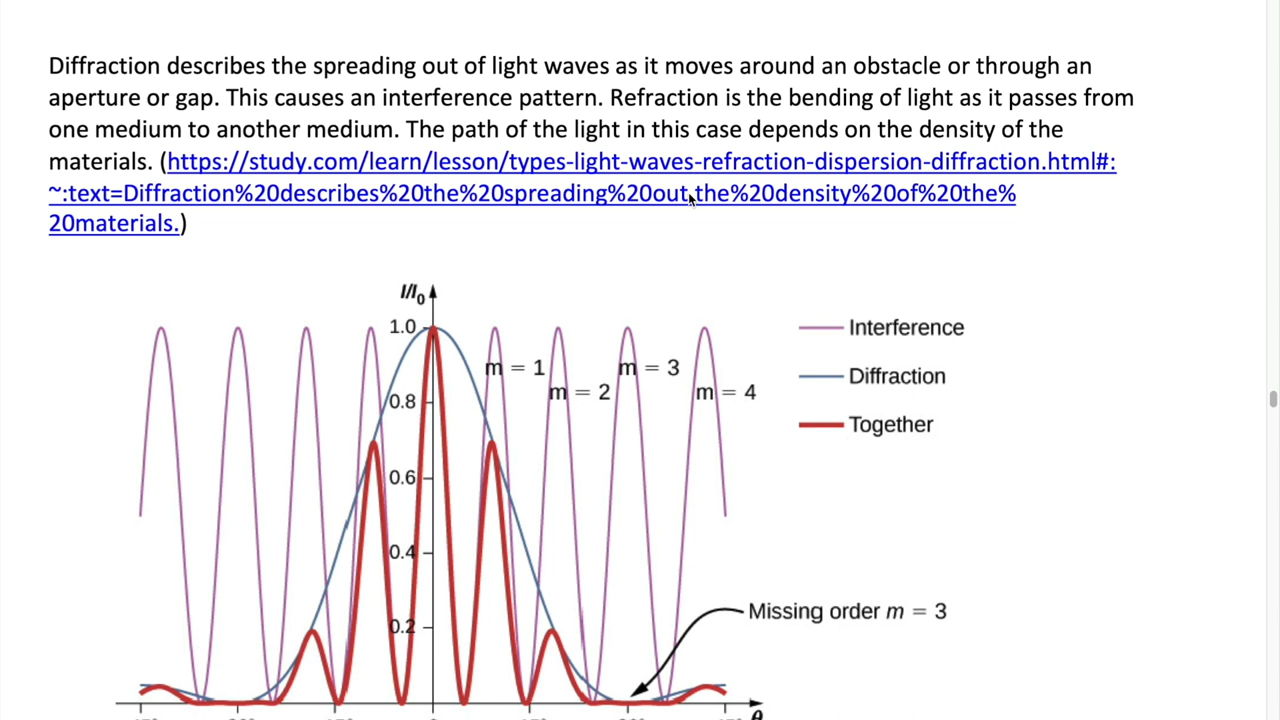 Diffraction describes the spreading out of light waves as it moves around an obstacle or through an
aperture or gap. This causes an interference pattern. Refraction is the bending of light as it passes from
one medium to another medium. The path of the light in this case depends on the density of the
materials. (https://study.com/learn/lesson/types-light-waves-refraction-dispersion-diffraction.html#:
~:text=Diffraction%20describes%20the%20spreading%20out,the%20density%20of%20the%
20materials.)
I/I0
1.0
Interference
m = 1
m = 3
Diffraction
m = 2
m = 4
0.8
Together
0.6
0.4
0.2
Missing order m = 3